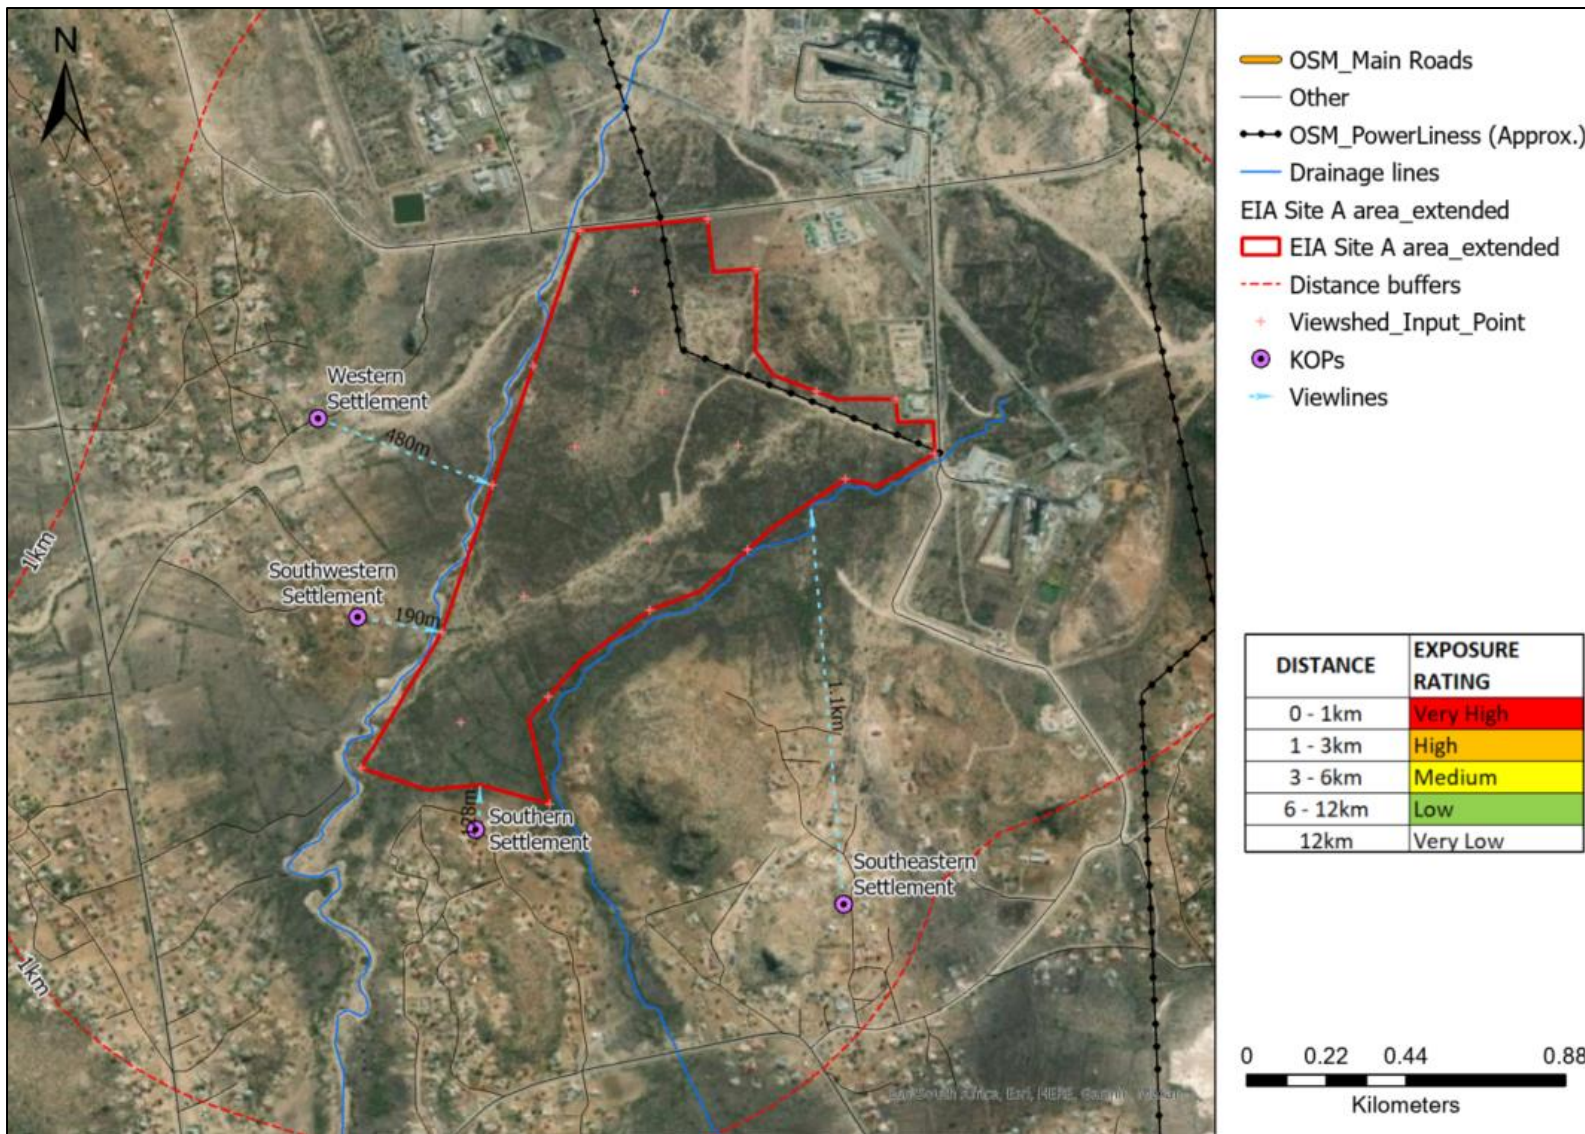 N
Western
Settlement
480m
1km
Southwestern
Settlement
190m
1.1km
Southern
Settlement
Southeastern
Settlement
1km
OSM_Main Roads
Other
OSM_PowerLiness (Approx.)
Drainage lines
EIA Site A area_extended
EIA Site A area_extended
Distance buffers
Viewshed_Input_Point
KOPs
Viewlines
DISTANCE EXPOSURE RATING
0 - 1km Very High
1 - 3km High
3 - 6km Medium
6 - 12km Low
12km Very Low
0 0.22 0.44 0.88
Kilometers